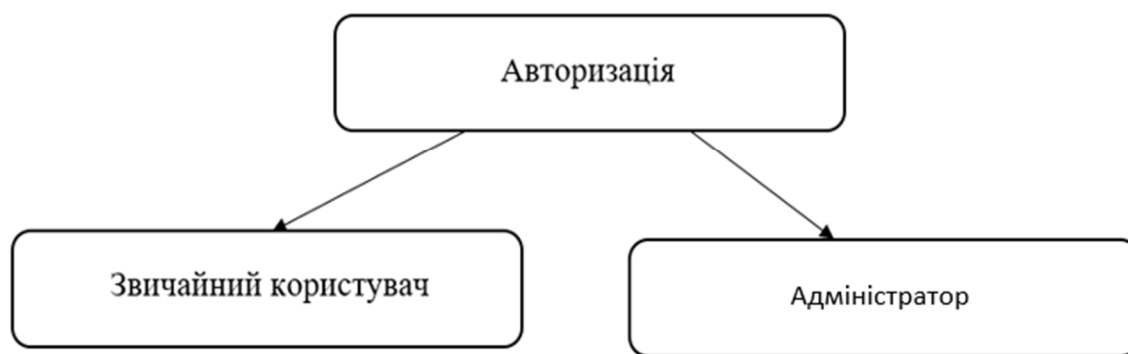 Авторизація
Звичайний користувач
Адміністратор